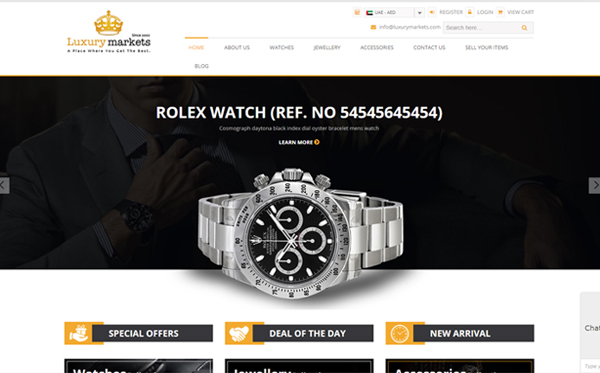 UAE - AED
REGISTER
LOGIN
VIEW CART
Since 2001
Luxury markets
A Place Where You Get The Best.
info@luxurymarkets.com
Search here...
HOME
ABOUT US
WATCHES
JEWELLERY
ACCESSORIES
CONTACT US
SELL YOUR ITEMS
BLOG
ROLEX WATCH (REF. NO 54545645454)
Cosmograph daytona black index dial oyster bracelet mens watch
LEARN MORE
SPECIAL OFFERS
DEAL OF THE DAY
NEW ARRIVAL
Chat
Watches
Jewellery
Accessories
Type y